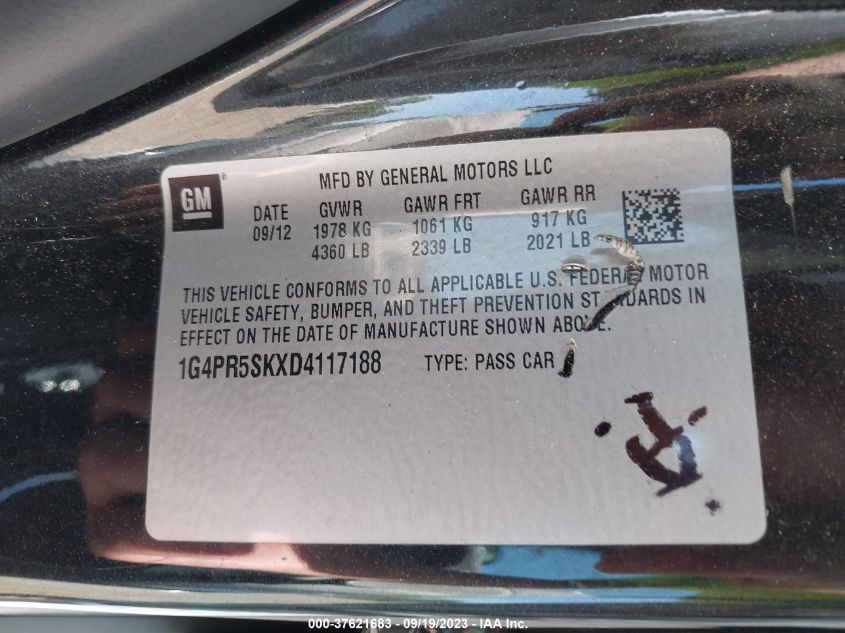 GM®
MFD BY GENERAL MOTORS LLC
DATE GVWR GAWR FRT GAWR RR
09/12 1978 KG 1061 KG 917 KG
4360 LB 2339 LB 2021 LB
THIS VEHICLE CONFORMS TO ALL APPLICABLE U.S. FEDERAL MOTOR
VEHICLE SAFETY, BUMPER, AND THEFT PREVENTION STANDARDS IN
EFFECT ON THE DATE OF MANUFACTURE SHOWN ABOVE.
1G4PR5SKXD4117188 TYPE: PASS CAR
000-37621683 - 09/19/2023 - IAA Inc.